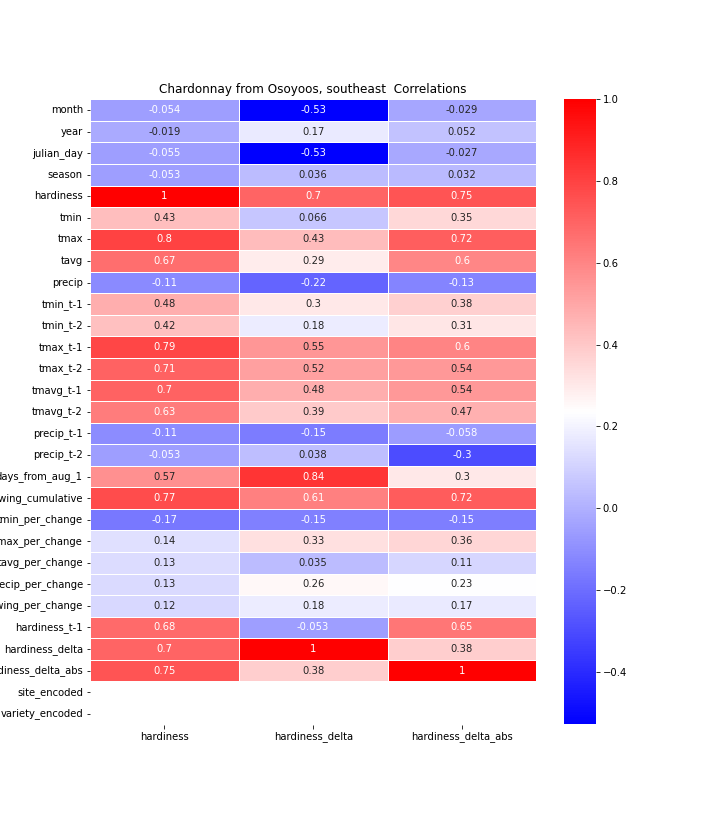 Chardonnay from Osoyoos, southeast  Correlations
month -0.054 -0.53 -0.029
year -0.019 0.17 0.052
julian_day -0.055 -0.53 -0.027
season -0.053 0.036 0.032
hardiness 1 0.7 0.75
tmin 0.43 0.066 0.35
tmax 0.8 0.43 0.72
tavg 0.67 0.29 0.6
precip -0.11 -0.22 -0.13
tmin_t-1 0.48 0.3 0.38
tmin_t-2 0.42 0.18 0.31
tmax_t-1 0.79 0.55 0.6
tmax_t-2 0.71 0.52 0.54
tmavg_t-1 0.7 0.48 0.54
tmavg_t-2 0.63 0.39 0.47
precip_t-1 -0.11 -0.15 -0.058
precip_t-2 -0.053 0.038 -0.3
days_from_aug_1 0.57 0.84 0.3
wing_cumulative 0.77 0.61 0.72
tmin_per_change -0.17 -0.15 -0.15
max_per_change 0.14 0.33 0.36
tavg_per_change 0.13 0.035 0.11
ecip_per_change 0.13 0.26 0.23
wing_per_change 0.12 0.18 0.17
hardiness_t-1 0.68 -0.053 0.65
hardiness_delta 0.7 1 0.38
diness_delta_abs 0.75 0.38 1
site_encoded
variety_encoded
hardiness hardiness_delta hardiness_delta_abs
1.0
0.8
0.6
0.4
0.2
0.0
−0.2
−0.4